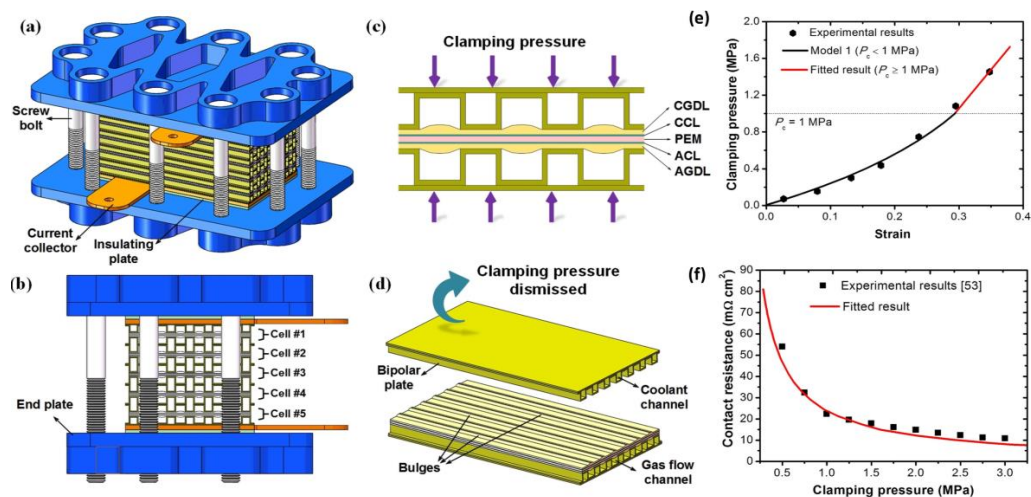 (a)
Screw
bolt
Current
collector
Insulating
plate
(b)
Cell #1
Cell #2
Cell #3
Cell #4
Cell #5
End plate
(c)
Clamping pressure
CGDL
CCL
PEM
ACL
AGDL
(d)
Clamping pressure
dismissed
Bipolar
plate
Coolant
channel
Bulges
Gas flow
channel
(e)
Clamping pressure (MPa)
2.0
1.6
1.2
0.8
0.4
0.0
Experimental results
Model 1 (Pc < 1 MPa)
Fitted result (Pc ≥ 1 MPa)
Pc = 1 MPa
0.0 0.1 0.2 0.3 0.4
Strain
(f)
Contact resistance (mΩ cm²)
90
80
70
60
50
40
30
20
10
0
Experimental results [53]
Fitted result
0.5 1.0 1.5 2.0 2.5 3.0
Clamping pressure (MPa)